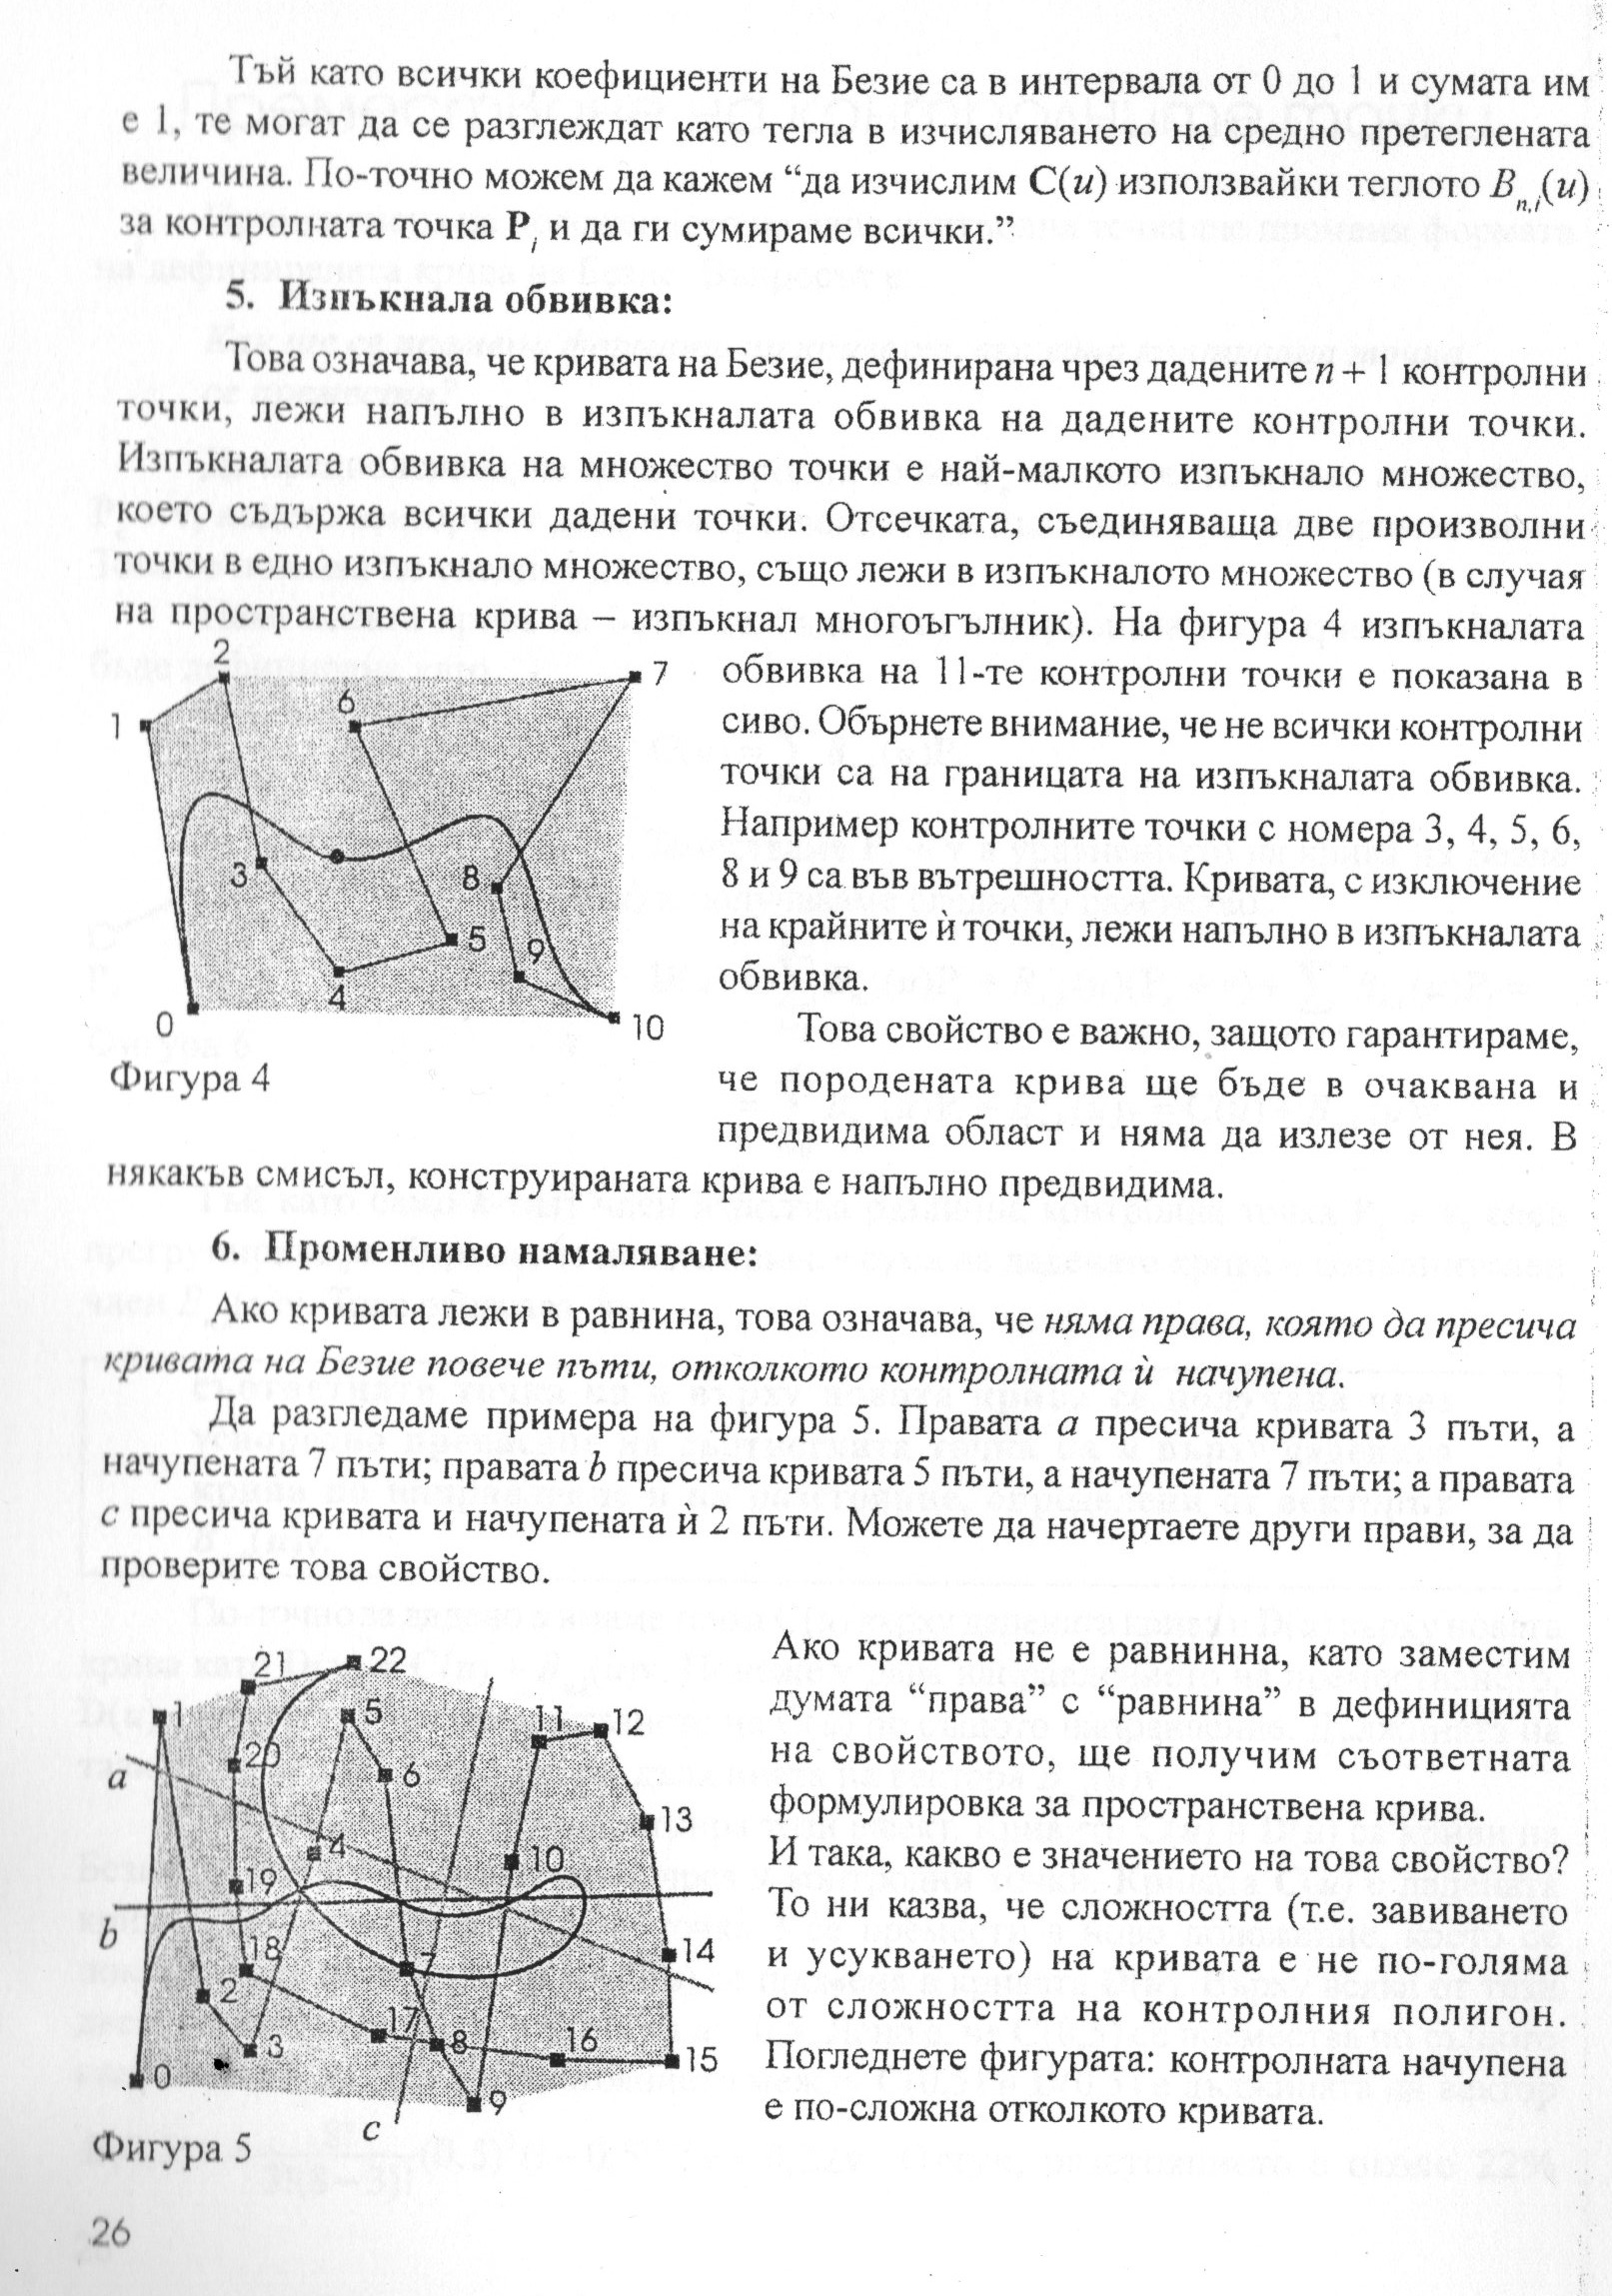 Тъй като всички коефициенти на Безие са в интервала от 0 до 1 и сумата им
е 1, те могат да се разглеждат като тегла в изчисляването на средно претеглената
величина. По-точно можем да кажем “да изчислим C(u) използвайки теглото B n,i(u)
за контролната точка P i и да ги сумираме всички.”
5. Изпъкнала обвивка:
Това означава, че кривата на Безие, дефинирана чрез дадените n + 1 контролни
точки, лежи напълно в изпъкналата обвивка на дадените контролни точки.
Изпъкналата обвивка на множество точки е най-малкото изпъкнало множество,
което съдържа всички дадени точки. Отсечката, съединяваща две произволни
точки в едно изпъкнало множество, също лежи в изпъкналото множество (в случая
на пространствена крива – изпъкнал многоъгълник). На фигура 4 изпъкналата
обвивка на 11-те контролни точки е показана в
сиво. Обърнете внимание, че не всички контролни
точки са на границата на изпъкналата обвивка.
Например контролните точки с номера 3, 4, 5, 6,
8 и 9 са във вътрешността. Кривата, с изключение
на крайните ѝ точки, лежи напълно в изпъкналата
обвивка.
2
7
6
1
3
8
5
9
4
0
10
Фигура 4
Това свойство е важно, защото гарантираме,
че породената крива ще бъде в очаквана и
предвидима област и няма да излезе от нея. В
някакъв смисъл, конструираната крива е напълно предвидима.
6. Променливо намаляване:
Ако кривата лежи в равнина, това означава, че няма права, която да пресича
кривата на Безие повече пъти, отколкото контролната ѝ начупена.
Да разгледаме примера на фигура 5. Правата a пресича кривата 3 пъти, а
начупената 7 пъти; правата b пресича кривата 5 пъти, а начупената 7 пъти; а правата
c пресича кривата и начупената ѝ 2 пъти. Можете да начертаете други прави, за да
проверите това свойство.
21
22
1
5
11
12
20
a
6
13
4
10
19
b
18
7
14
2
17
3
8
16
15
0
9
c
Фигура 5
Ако кривата не е равнинна, като заместим
думата “права” с “равнина” в дефиницията
на свойството, ще получим съответната
формулировка за пространствена крива.
И така, какво е значението на това свойство?
То ни казва, че сложността (т.е. завиването
и усукването) на кривата е не по-голяма
от сложността на контролния полигон.
Погледнете фигурата: контролната начупена
е по-сложна отколкото кривата.
26